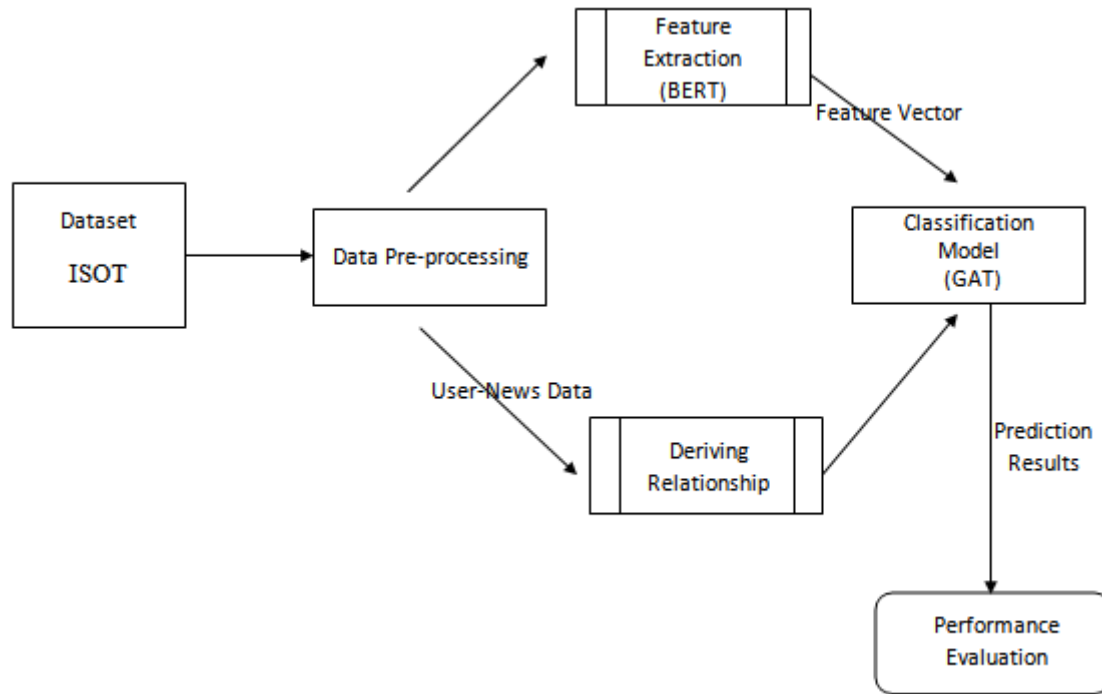 Feature
Extraction
(BERT)
Feature Vector
Dataset
ISOT
Data Pre-processing
Classification
Model
(GAT)
User-News Data
Deriving
Relationship
Prediction
Results
Performance
Evaluation